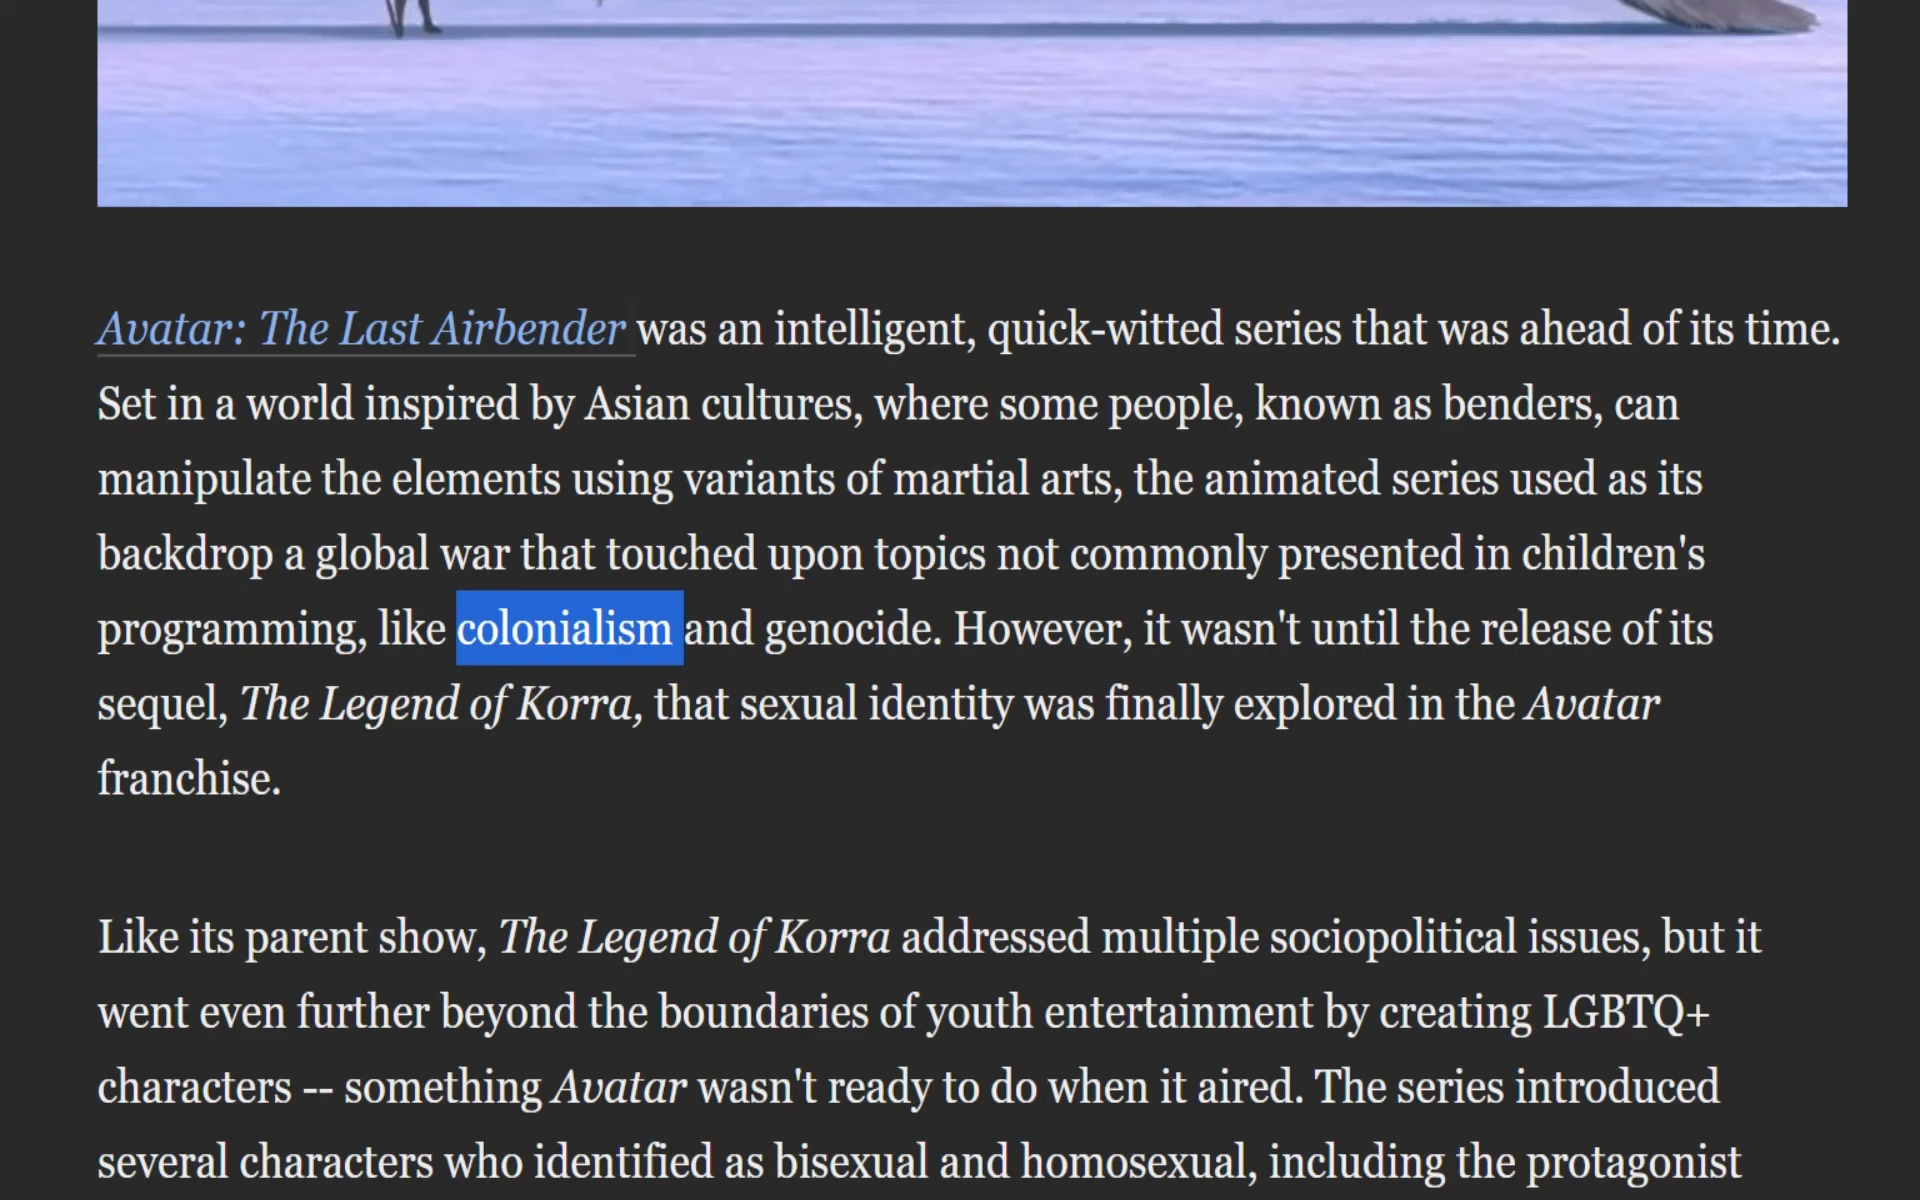 Avatar: The Last Airbender was an intelligent, quick-witted series that was ahead of its time.
Set in a world inspired by Asian cultures, where some people, known as benders, can
manipulate the elements using variants of martial arts, the animated series used as its
backdrop a global war that touched upon topics not commonly presented in children's
programming, like colonialism and genocide. However, it wasn't until the release of its
sequel, The Legend of Korra, that sexual identity was finally explored in the Avatar
franchise.
Like its parent show, The Legend of Korra addressed multiple sociopolitical issues, but it
went even further beyond the boundaries of youth entertainment by creating LGBTQ+
characters -- something Avatar wasn't ready to do when it aired. The series introduced
several characters who identified as bisexual and homosexual, including the protagonist